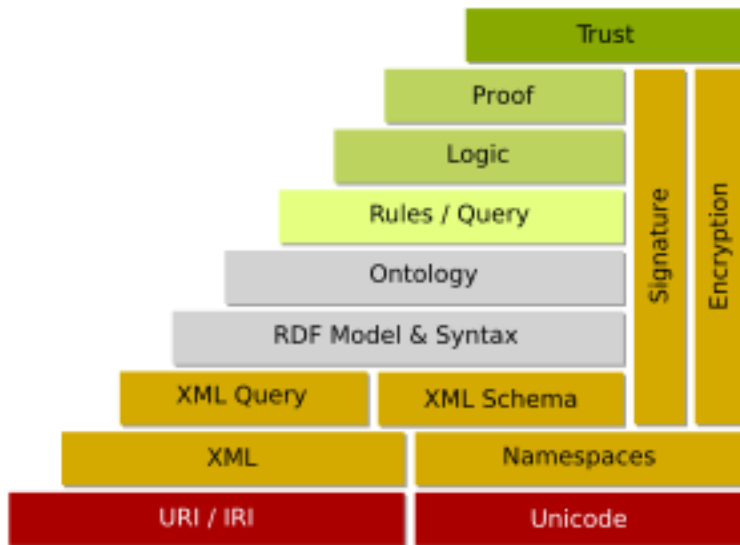 Trust
Proof
Logic
Rules / Query
Ontology
RDF Model & Syntax
XML Query
XML Schema
Signature
Encryption
XML
Namespaces
URI / IRI
Unicode